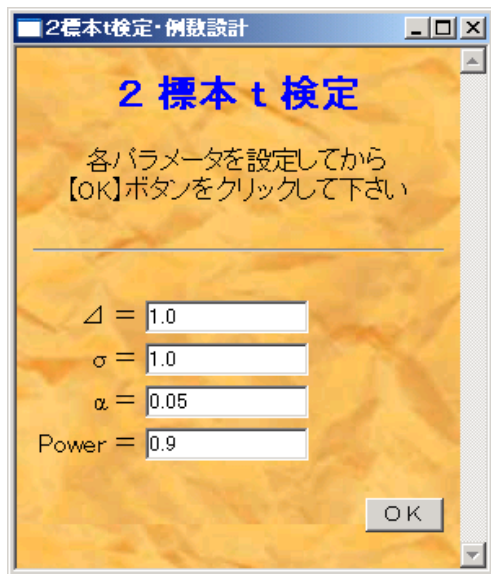 2標本t検定・例数設計
2 標本 t 検定
各パラメータを設定してから
【OK】ボタンをクリックして下さい
⊿ = 1.0
σ = 1.0
α = 0.05
Power = 0.9
OK